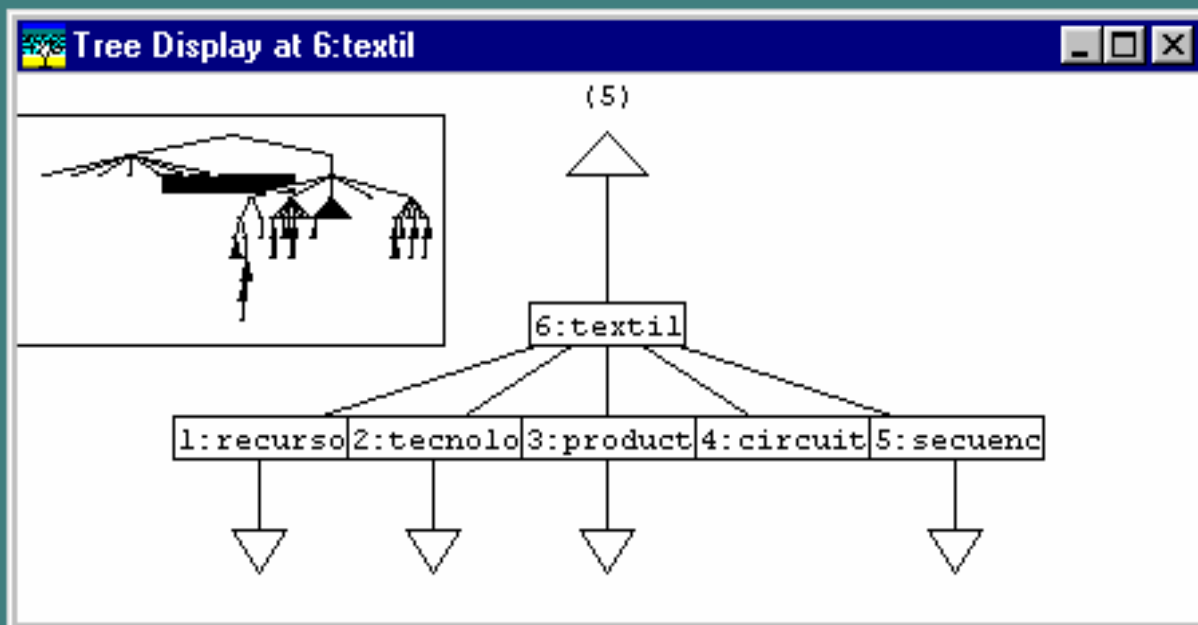 Tree Display at 6:textil
(5)
6:textil
1:recurso 2:tecnolo 3:product 4:circuit 5:secuenc